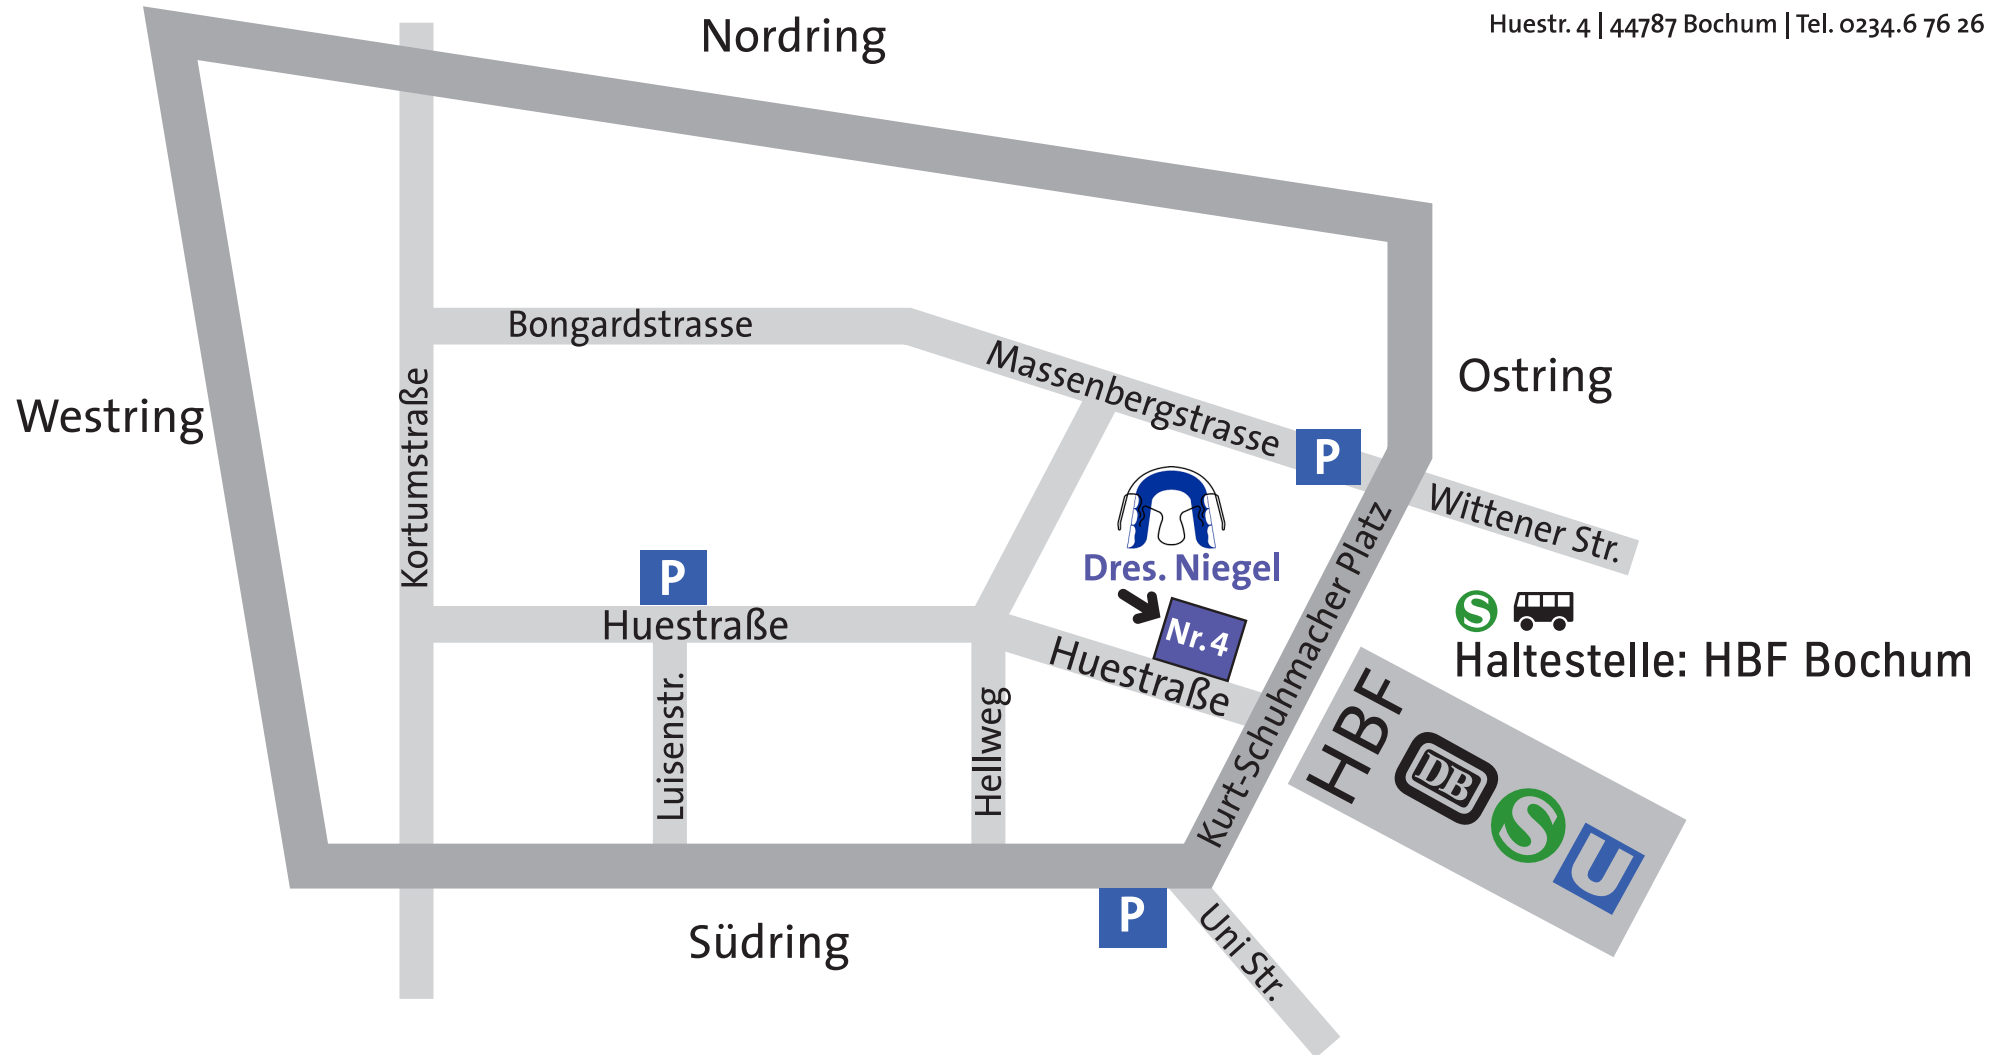 Nordring
Huestr. 4 | 44787 Bochum | Tel. 0234.6 76 26
Bongardstrasse
Massenbergstrasse
Ostring
Westring
Kortumstraße
P
Wittener Str.
P
Dres. Niegel
Nr. 4
Huestraße
Huestraße
Kurt-Schuhmacher Platz
S
Haltestelle: HBF Bochum
HBF
DB
S
U
Luisenstr.
Hellweg
P
Südring
Uni Str.